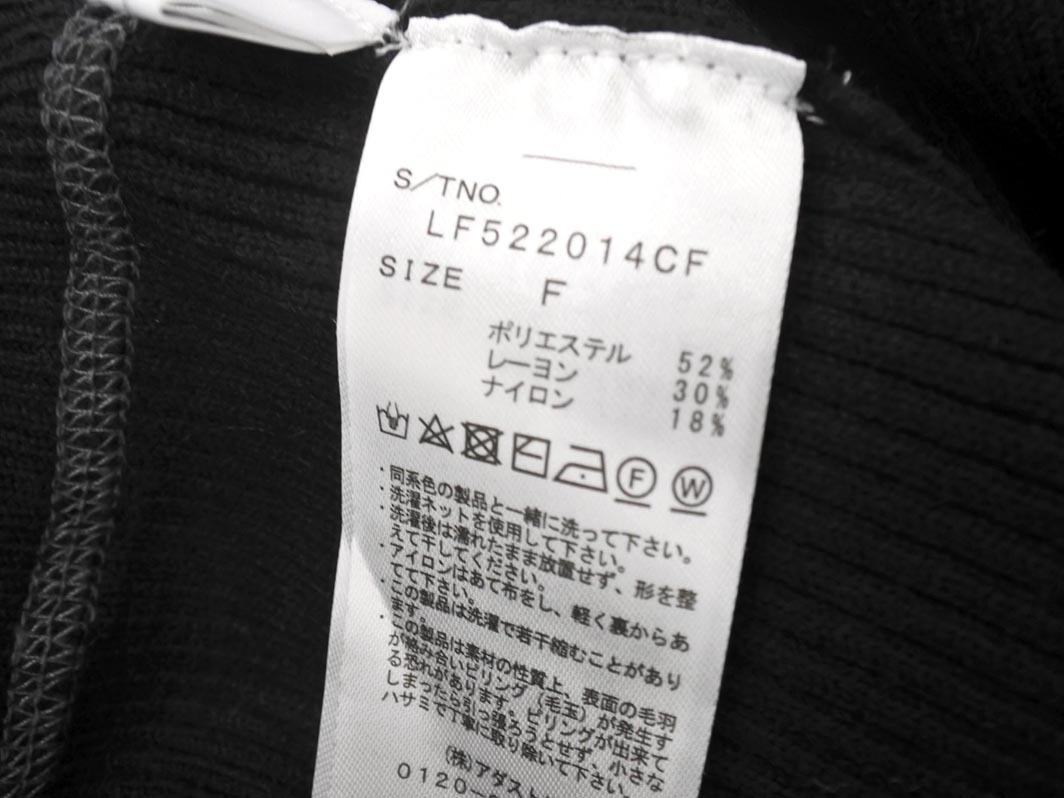 S/TNO.
LF522014CF
SIZE F
ポリエステル 52%
レーヨン 30%
ナイロン 18%
F W
・同系色の製品と一緒に洗って下さい。
・洗濯ネットを使用して下さい。
・洗濯後は濡れたまま放置せず、形を整
えて干してください。
・アイロンはあて布をし、軽く裏からあ
てて下さい。
・この製品は洗濯で若干縮むことがあり
ます。
・この製品は素材の性質上、表面の毛羽
が絡み合いピリング(毛玉)が発生す
る恐れがあります。ピリングが出来て
しまったら引っ張ろうとせず、小さな
ハサミで丁寧に取り除いて下さい。
(株)アダスト
0120-